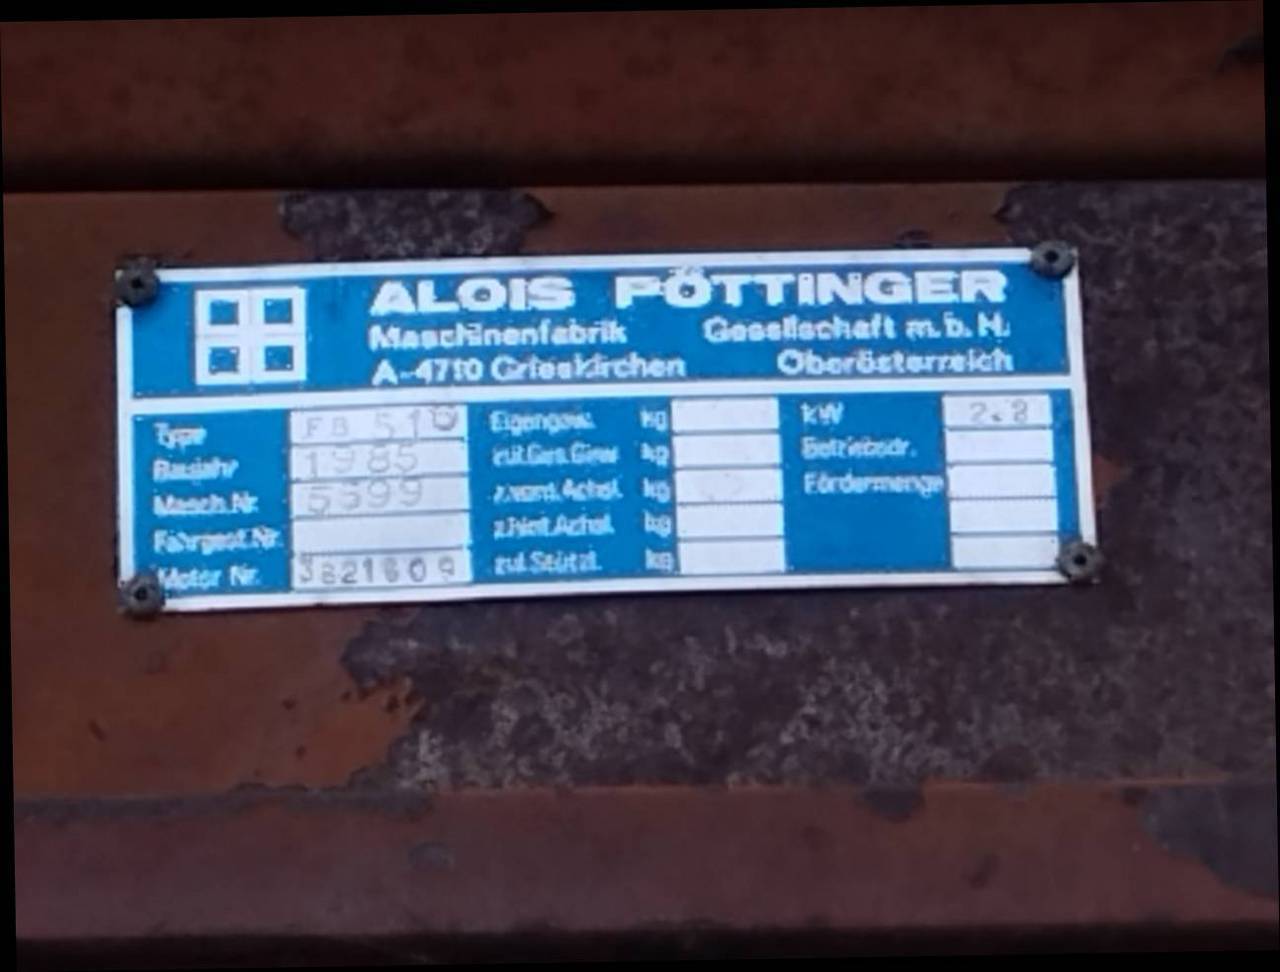 ALOIS PÖTTINGER
Maschinenfabrik Gesellschaft m.b.H.
A-4710 Grieskirchen Oberösterreich
Type FB 510
Baujahr 1985
Masch.Nr. 5599
Fahrgest.Nr.
Motor Nr. 3821609
Eigengew. kg
zul.Ges.Gew kg
z.vord.Achsl. kg
z.hint.Achsl. kg
zul.Stützl. kg
kW 2.2
Betriebsdr.
Fördermenge